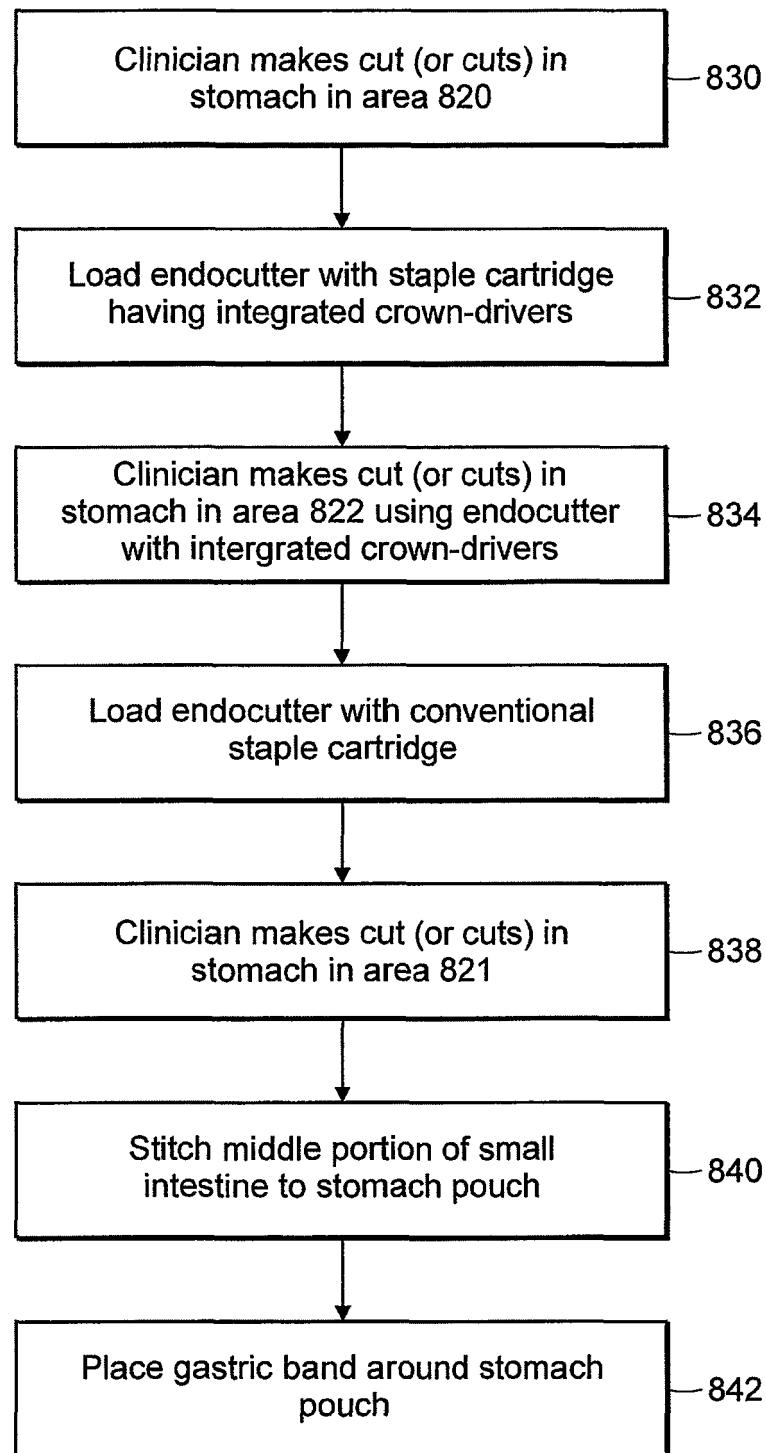 Clinician makes cut (or cuts) in
stomach in area 820
830
Load endocutter with staple cartridge
having integrated crown-drivers
832
Clinician makes cut (or cuts) in
stomach in area 822 using endocutter
with intergrated crown-drivers
834
Load endocutter with conventional
staple cartridge
836
Clinician makes cut (or cuts) in
stomach in area 821
838
Stitch middle portion of small
intestine to stomach pouch
840
Place gastric band around stomach
pouch
842